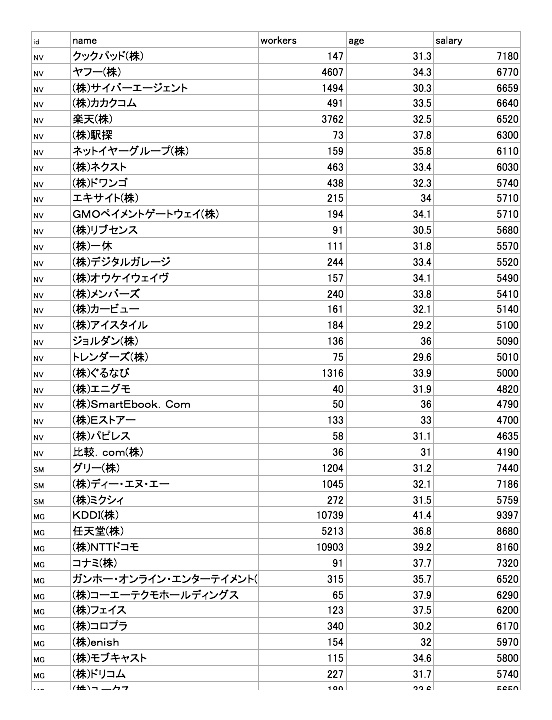 id name workers age salary
NV クックパッド(株) 147 31.3 7180
NV ヤフー(株) 4607 34.3 6770
NV (株)サイバーエージェント 1494 30.3 6659
NV (株)カカクコム 491 33.5 6640
NV 楽天(株) 3762 32.5 6520
NV (株)駅探 73 37.8 6300
NV ネットイヤーグループ(株) 159 35.8 6110
NV (株)ネクスト 463 33.4 6030
NV (株)ドワンゴ 438 32.3 5740
NV エキサイト(株) 215 34 5710
NV GMOペイメントゲートウェイ(株) 194 34.1 5710
NV (株)リブセンス 91 30.5 5680
NV (株)一休 111 31.8 5570
NV (株)デジタルガレージ 244 33.4 5520
NV (株)オウケイウェイヴ 157 34.1 5490
NV (株)メンバーズ 240 33.8 5410
NV (株)カービュー 161 32.1 5140
NV (株)アイスタイル 184 29.2 5100
NV ジョルダン(株) 136 36 5090
NV トレンダーズ(株) 75 29.6 5010
NV (株)ぐるなび 1316 33.9 5000
NV (株)エニグモ 40 31.9 4820
NV (株)SmartEbook．Com 50 36 4790
NV (株)Eストアー 133 33 4700
NV (株)パピレス 58 31.1 4635
NV 比較．com(株) 36 31 4190
SM グリー(株) 1204 31.2 7440
SM (株)ディー・エヌ・エー 1045 32.1 7186
SM (株)ミクシィ 272 31.5 5759
MG KDDI(株) 10739 41.4 9397
MG 任天堂(株) 5213 36.8 8680
MG (株)NTTドコモ 10903 39.2 8160
MG コナミ(株) 91 37.7 7320
MG ガンホー・オンライン・エンターテイメント( 315 35.7 6520
MG (株)コーエーテクモホールディングス 65 37.9 6290
MG (株)フェイス 123 37.5 6200
MG (株)コロプラ 340 30.2 6170
MG (株)enish 154 32 5970
MG (株)モブキャスト 115 34.6 5800
MG (株)ドリコム 227 31.7 5740